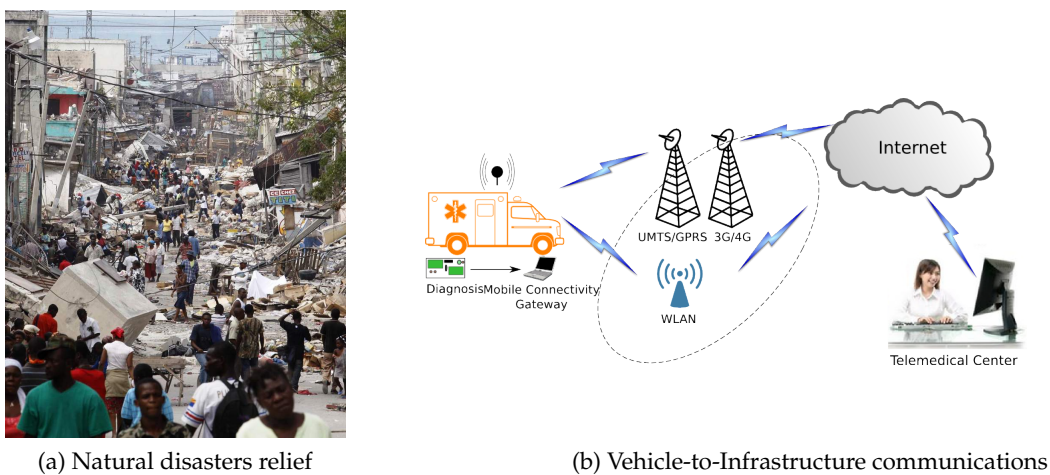 Internet
UMTS/GPRS 3G/4G
Diagnosis Mobile Connectivity
Gateway
WLAN
Telemedical Center
(a) Natural disasters relief
(b) Vehicle-to-Infrastructure communications